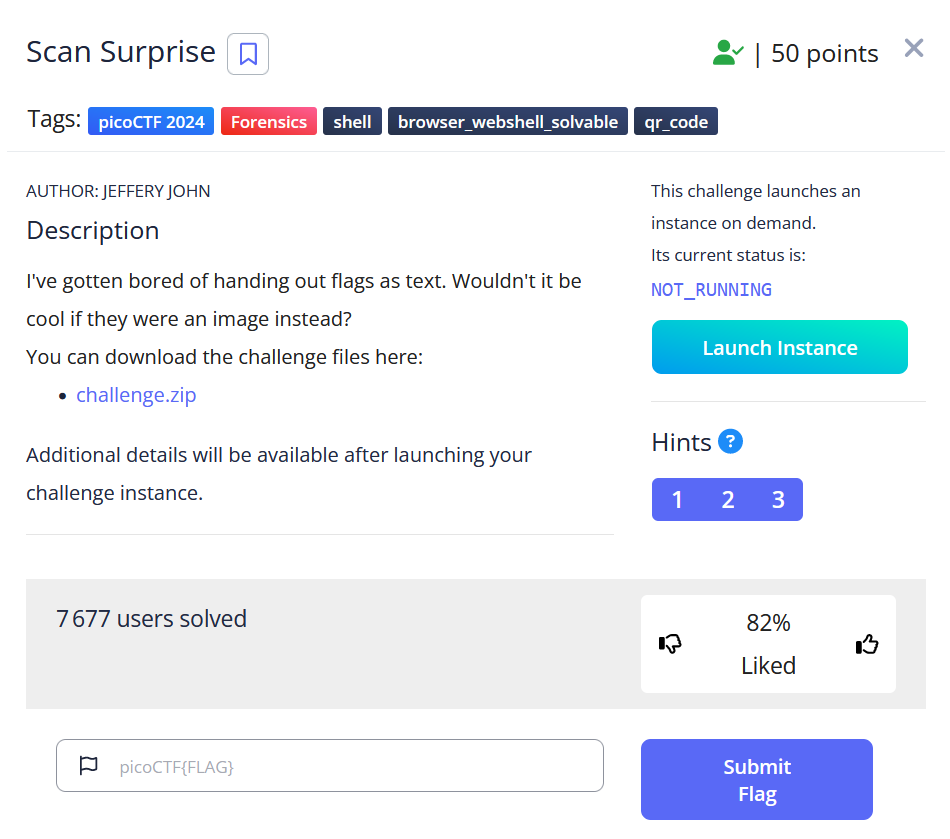 Scan Surprise
| 50 points
Tags: picoCTF 2024 Forensics shell browser_webshell_solvable qr_code
AUTHOR: JEFFERY JOHN
Description
I've gotten bored of handing out flags as text. Wouldn't it be
cool if they were an image instead?
You can download the challenge files here:
• challenge.zip
Additional details will be available after launching your
challenge instance.
This challenge launches an
instance on demand.
Its current status is:
NOT_RUNNING
Launch Instance
Hints ?
1 2 3
7 677 users solved
82%
Liked
picoCTF{FLAG}
Submit
Flag